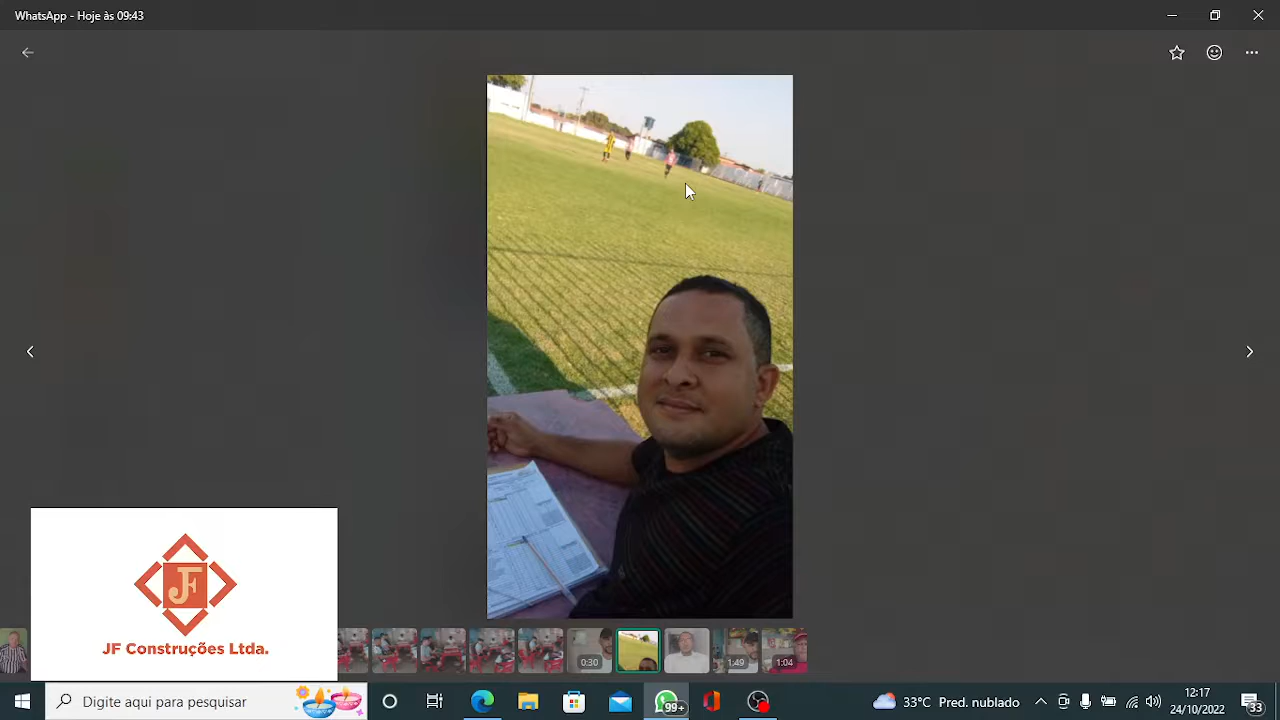 WhatsApp - Hoje às 09:43
JF
JF Construções Ltda.
0:30
1:49
1:04
Digite aqui para pesquisar
99+
33°C Pred. nublado
12:17
24/10/2022
33